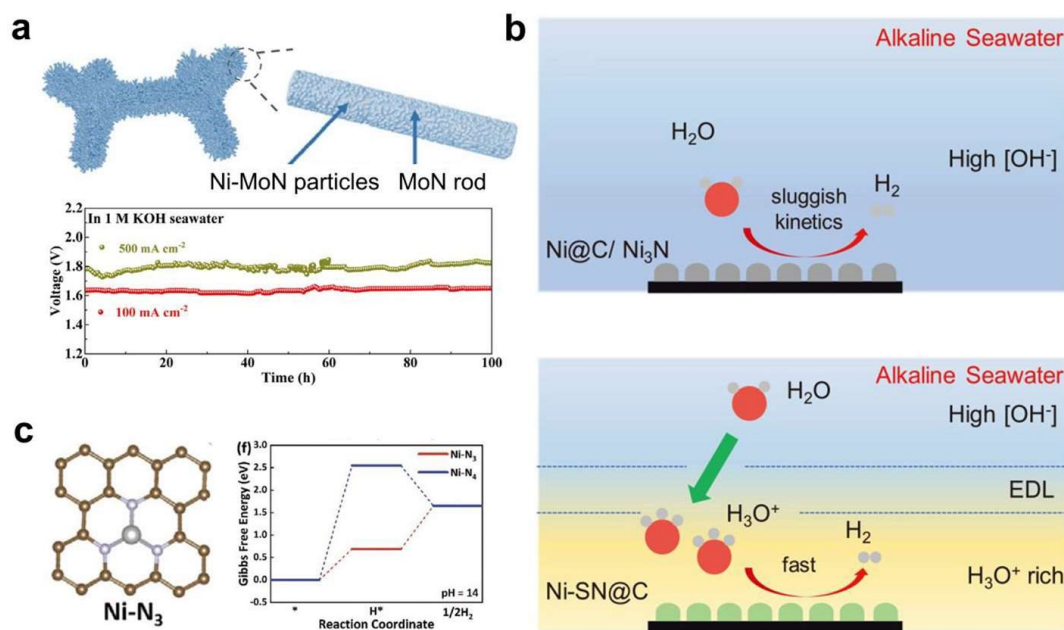 a
Ni-MoN particles
MoN rod
In 1 M KOH seawater
500 mA cm⁻²
100 mA cm⁻²
Voltage (V)
2.2
2.0
1.8
1.6
1.4
1.2
0 20 40 60 80 100
Time (h)
b
Alkaline Seawater
H₂O
High [OH⁻]
H₂
sluggish
kinetics
Ni@C/ Ni₃N
Alkaline Seawater
H₂O
High [OH⁻]
EDL
H₃O⁺
H₂
fast
H₃O⁺ rich
Ni-SN@C
c
Ni-N₃
(f)
Gibbs Free Energy (eV)
3.0
2.5
2.0
1.5
1.0
0.5
0.0
-0.5
Ni-N₃
Ni-N₄
pH = 14
* H* 1/2H₂
Reaction Coordinate